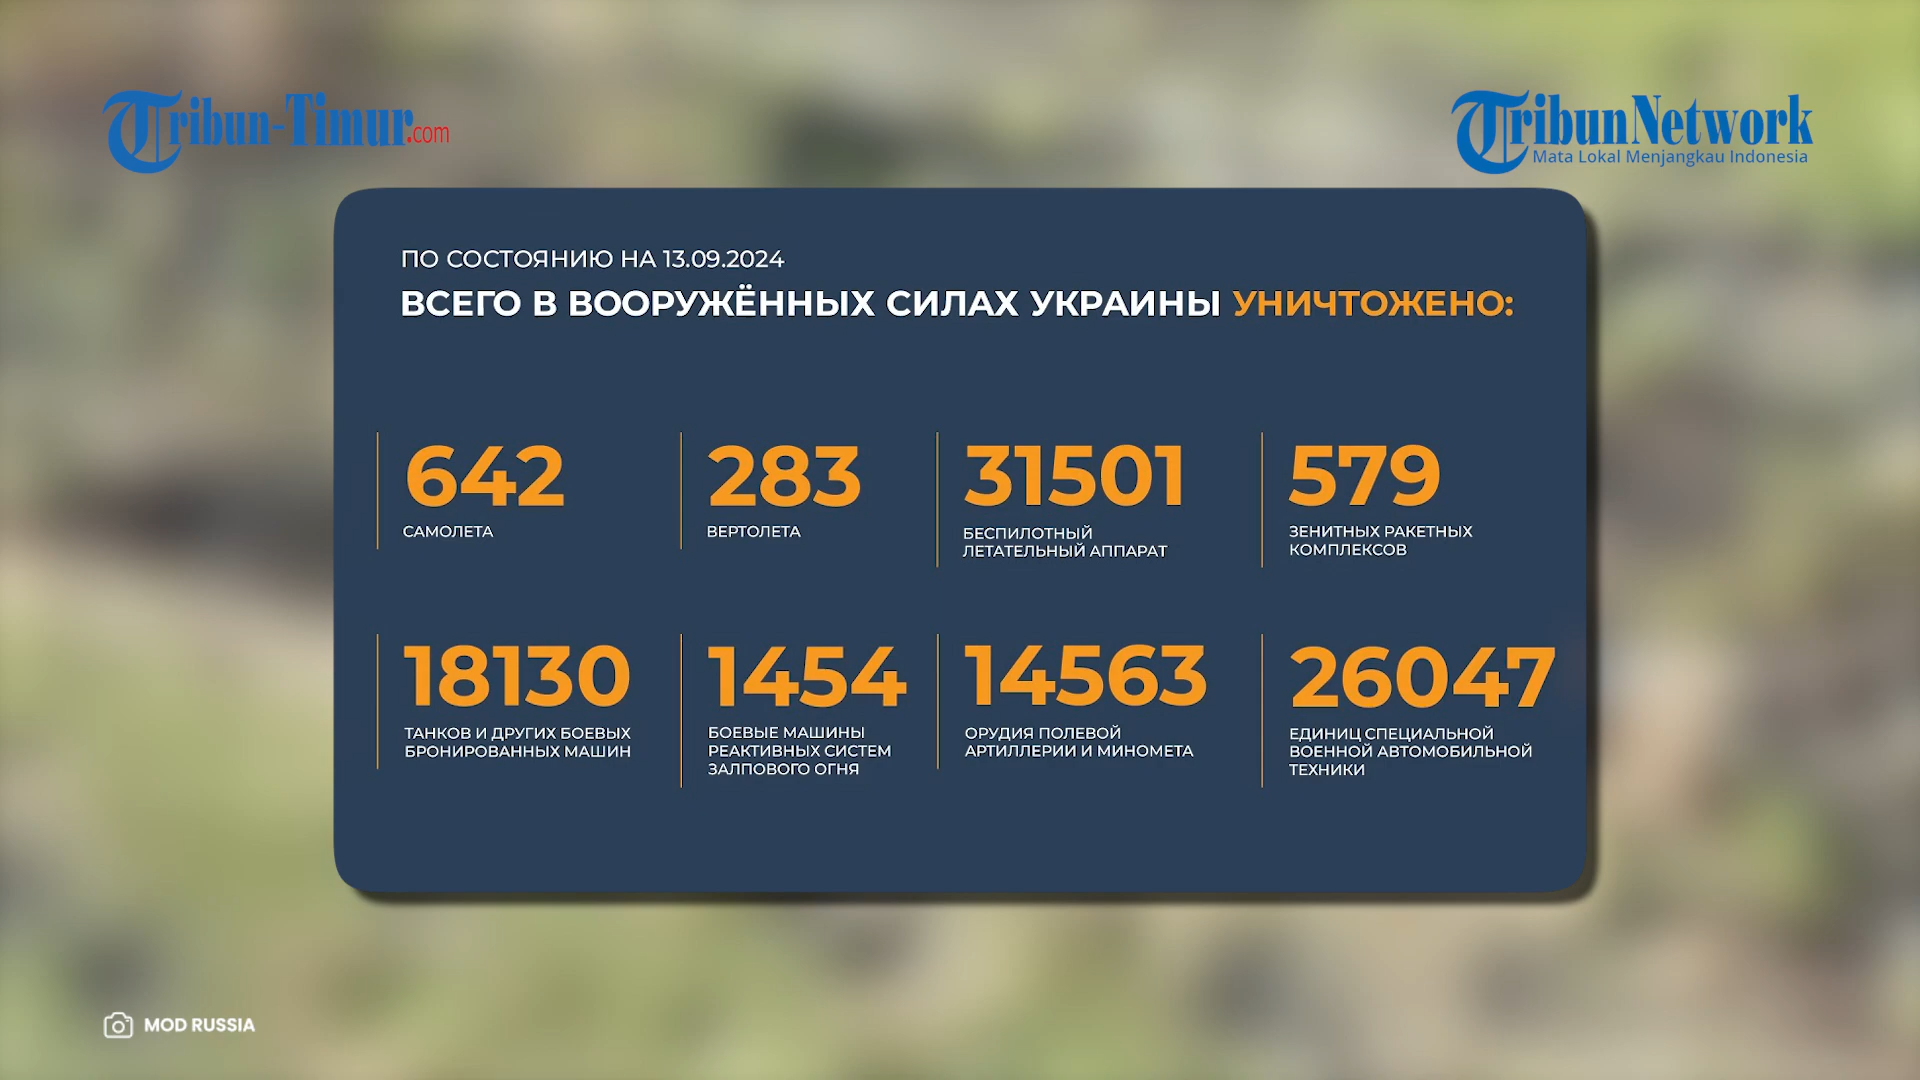 Tribun-Timur.com
TribunNetwork
Mata Lokal Menjangkau Indonesia
ПО СОСТОЯНИЮ НА 13.09.2024
ВСЕГО В ВООРУЖЁННЫХ СИЛАХ УКРАИНЫ УНИЧТОЖЕНО:
642
САМОЛЕТА
283
ВЕРТОЛЕТА
31501
БЕСПИЛОТНЫЙ
ЛЕТАТЕЛЬНЫЙ АППАРАТ
579
ЗЕНИТНЫХ РАКЕТНЫХ
КОМПЛЕКСОВ
18130
ТАНКОВ И ДРУГИХ БОЕВЫХ
БРОНИРОВАННЫХ МАШИН
1454
БОЕВЫЕ МАШИНЫ
РЕАКТИВНЫХ СИСТЕМ
ЗАЛПОВОГО ОГНЯ
14563
ОРУДИЯ ПОЛЕВОЙ
АРТИЛЛЕРИИ И МИНОМЕТА
26047
ЕДИНИЦ СПЕЦИАЛЬНОЙ
ВОЕННОЙ АВТОМОБИЛЬНОЙ
ТЕХНИКИ
MOD RUSSIA